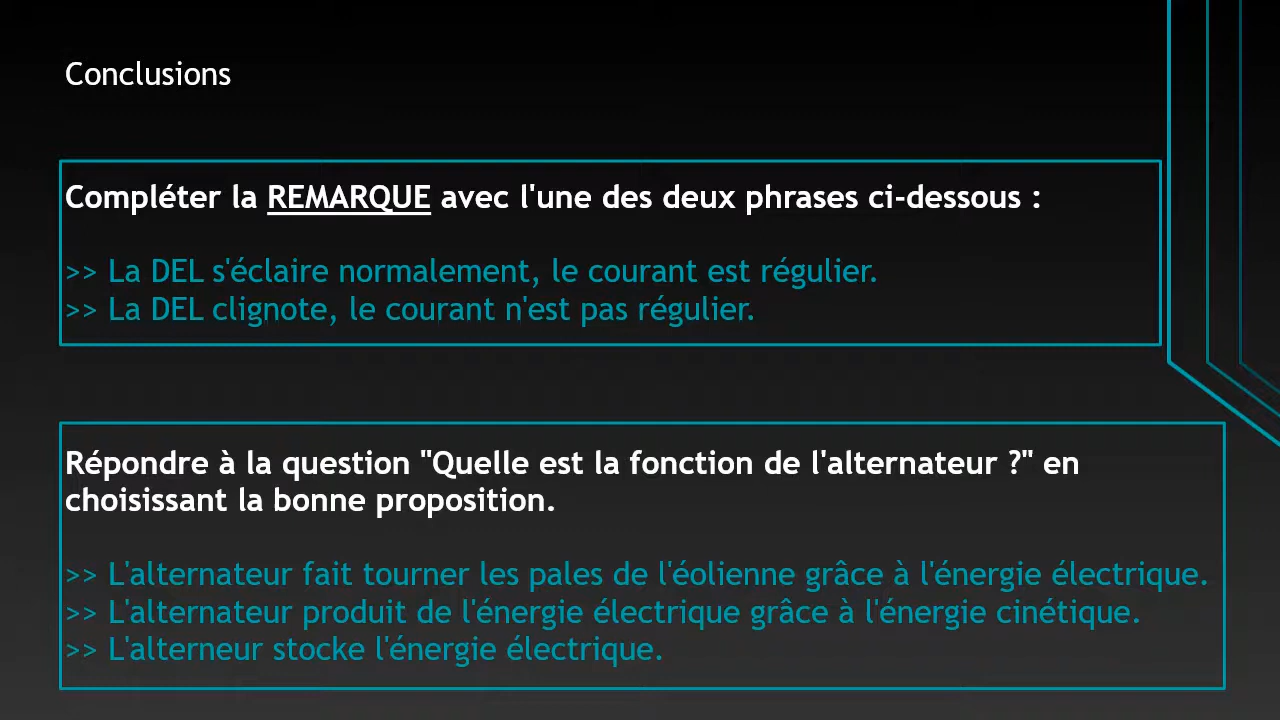 Conclusions
Compléter la REMARQUE avec l'une des deux phrases ci-dessous :
>> La DEL s'éclaire normalement, le courant est régulier.
>> La DEL clignote, le courant n'est pas régulier.
Répondre à la question "Quelle est la fonction de l'alternateur ?" en
choisissant la bonne proposition.
>> L'alternateur fait tourner les pales de l'éolienne grâce à l'énergie électrique.
>> L'alternateur produit de l'énergie électrique grâce à l'énergie cinétique.
>> L'alterneur stocke l'énergie électrique.